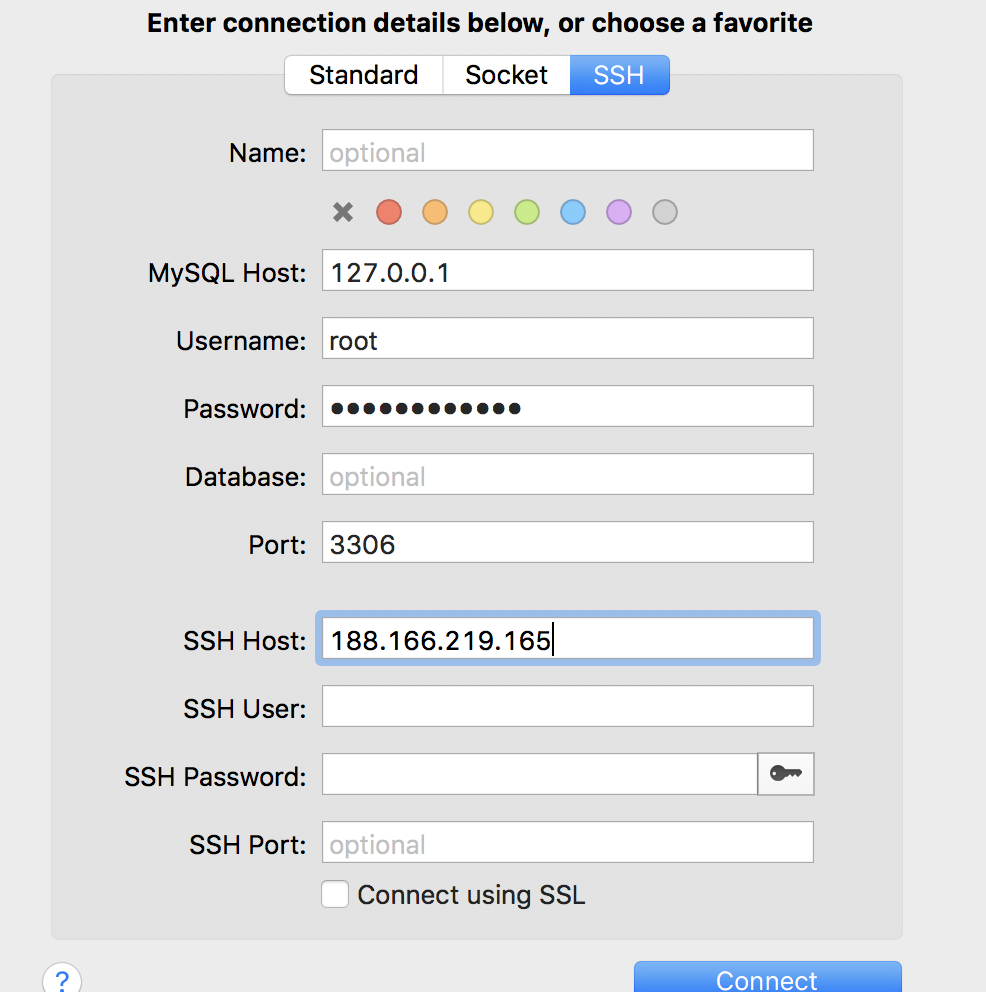 Enter connection details below, or choose a favorite
Standard Socket SSH
Name: optional
MySQL Host: 127.0.0.1
Username: root
Password: ••••••••••••
Database: optional
Port: 3306
SSH Host: 188.166.219.165
SSH User:
SSH Password:
SSH Port: optional
Connect using SSL
? Connect